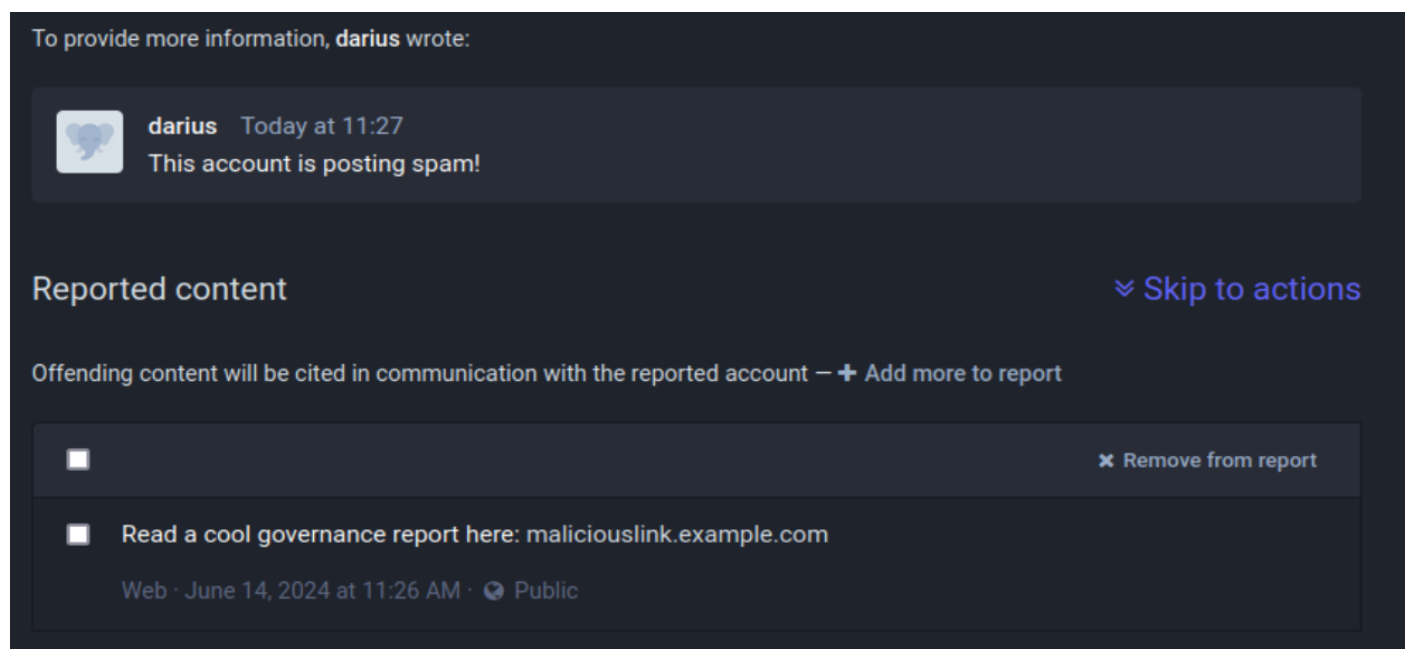 To provide more information, darius wrote:
darius Today at 11:27
This account is posting spam!
Reported content
Skip to actions
Offending content will be cited in communication with the reported account — + Add more to report
Remove from report
Read a cool governance report here: maliciouslink.example.com
Web · June 14, 2024 at 11:26 AM · Public